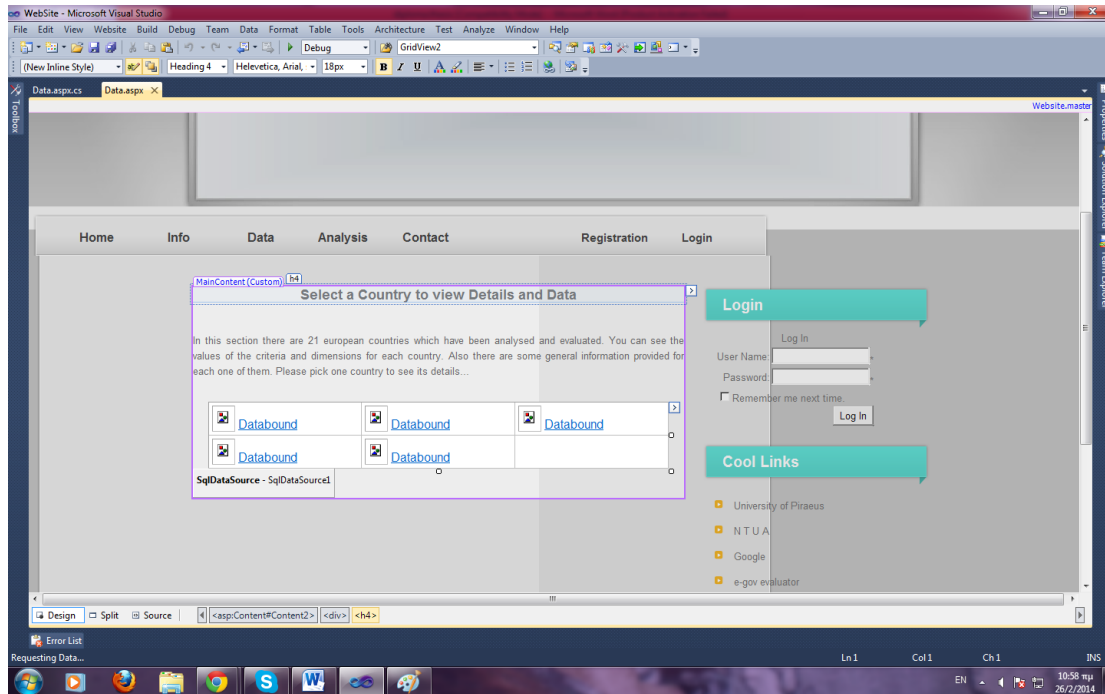 WebSite - Microsoft Visual Studio
File Edit View Website Build Debug Team Data Format Table Tools Architecture Test Analyze Window Help
Debug GridView2
(New Inline Style) Heading 4 Helevetica, Arial, 18px B I U
Data.aspx.cs Data.aspx
Toolbox
Website.master
Properties
Solution Explorer
Team Explorer
Home Info Data Analysis Contact Registration Login
MainContent (Custom) h4
Select a Country to view Details and Data
In this section there are 21 european countries which have been analysed and evaluated. You can see the
values of the criteria and dimensions for each country. Also there are some general information provided for
each one of them. Please pick one country to see its details...
Databound Databound Databound
Databound Databound
SqlDataSource - SqlDataSource1
Login
Log In
User Name:
Password:
Remember me next time.
Log In
Cool Links
University of Piraeus
N T U A
Google
e-gov evaluator
Design Split Source <asp:Content#Content2> <div> <h4>
Error List
Requesting Data... Ln 1 Col 1 Ch 1 INS
EN 10:58 πμ
26/2/2014